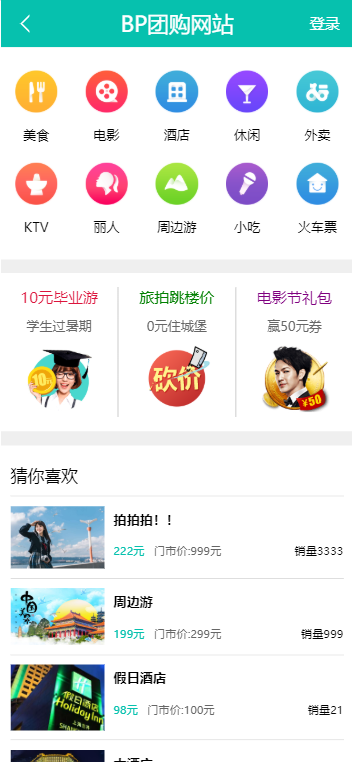 BP团购网站
登录
美食 电影 酒店 休闲 外卖
KTV 丽人 周边游 小吃 火车票
10元毕业游 旅拍跳楼价 电影节礼包
学生过暑期 0元住城堡 赢50元券
10元
砍价
¥50
猜你喜欢
拍拍拍！！
222元 门市价:999元 销量3333
中国
周边游
199元 门市价:299元 销量999
假日酒店
Holiday Inn
假日酒店
98元 门市价:100元 销量21